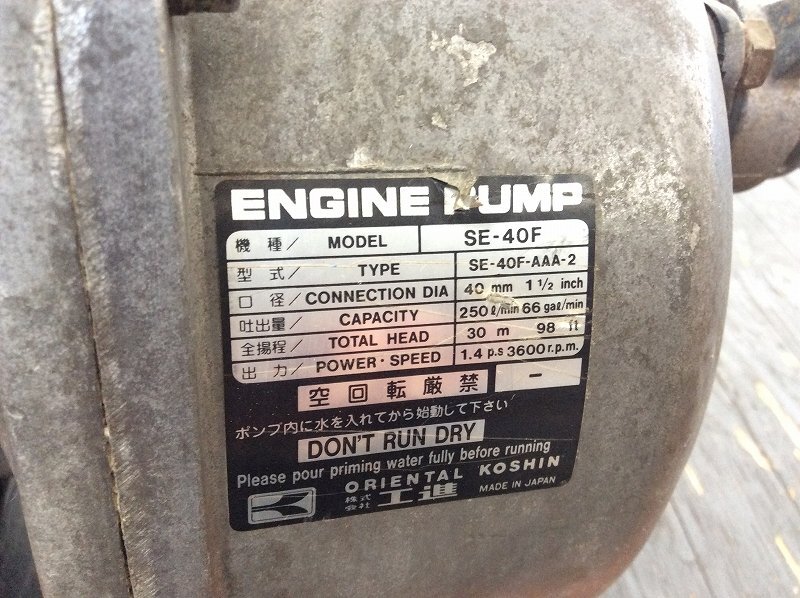 ENGINE PUMP
機種/ MODEL SE-40F
型式/ TYPE SE-40F-AAA-2
口径/ CONNECTION DIA 40 mm 1 1/2 inch
吐出量/ CAPACITY 250ℓ/min 66 gaℓ/min
全揚程/ TOTAL HEAD 30 m 98 ft
出力/ POWER・SPEED 1.4 p.s 3600 r.p.m.
空回転厳禁 -
ポンプ内に水を入れてから始動して下さい
DON'T RUN DRY
Please pour priming water fully before running
ORIENTAL KOSHIN
株式会社 工進 MADE IN JAPAN